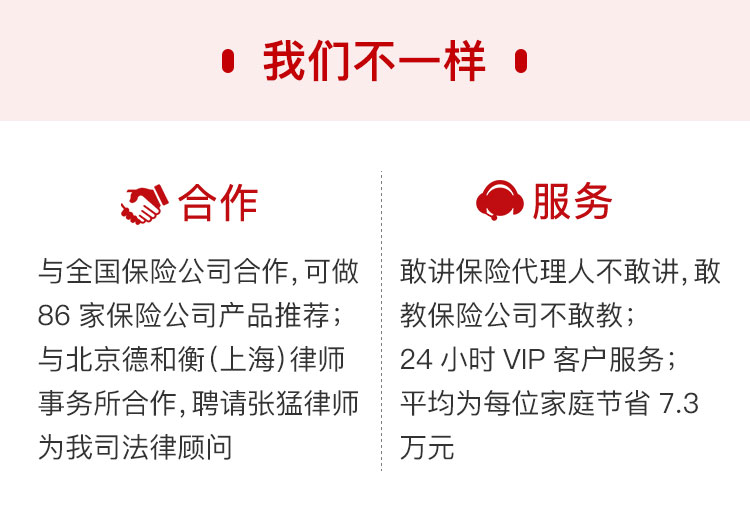 我们不一样
合作
与全国保险公司合作,可做
86 家保险公司产品推荐;
与北京德和衡(上海)律师
事务所合作,聘请张猛律师
为我司法律顾问
服务
敢讲保险代理人不敢讲,敢
教保险公司不敢教;
24 小时 VIP 客户服务;
平均为每位家庭节省 7.3
万元